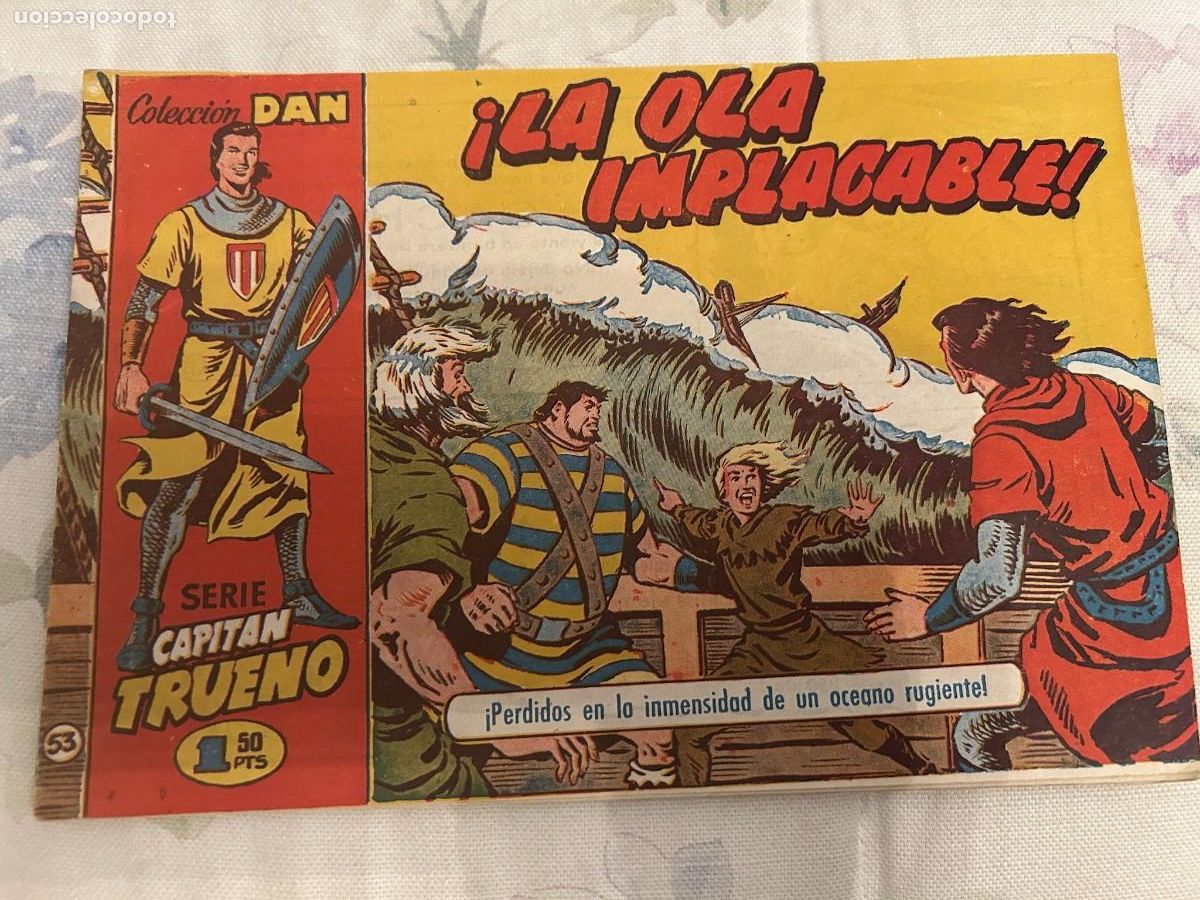 todocoleccion
Colección DAN
¡LA OLA
IMPLACABLE!
SERIE
CAPITAN
TRUENO
53
1 50
PTS
¡Perdidos en la inmensidad de un oceano rugiente!